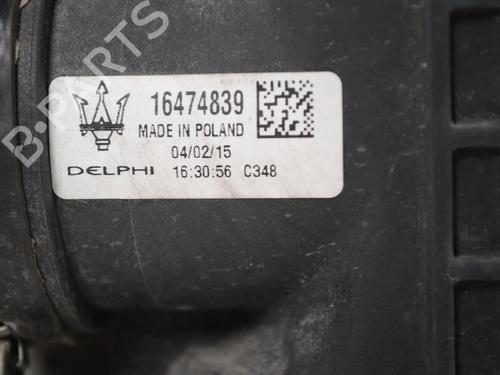 B-PARTS
16474839
MADE IN POLAND
04/02/15
DELPHI 16:30:56 C348